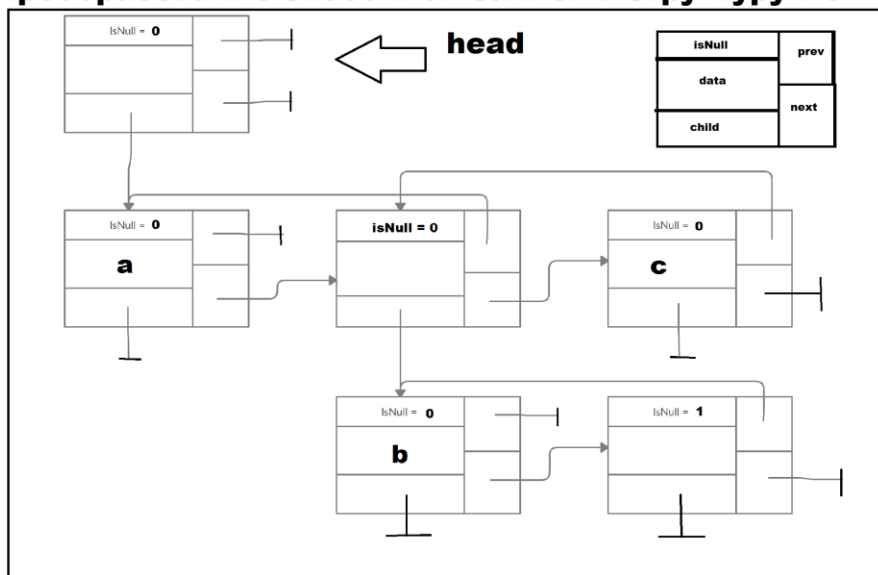 IsNull = 0
head
isNull
prev
data
next
child
IsNull = 0
isNull = 0
IsNull = 0
a
c
IsNull = 0
IsNull = 1
b